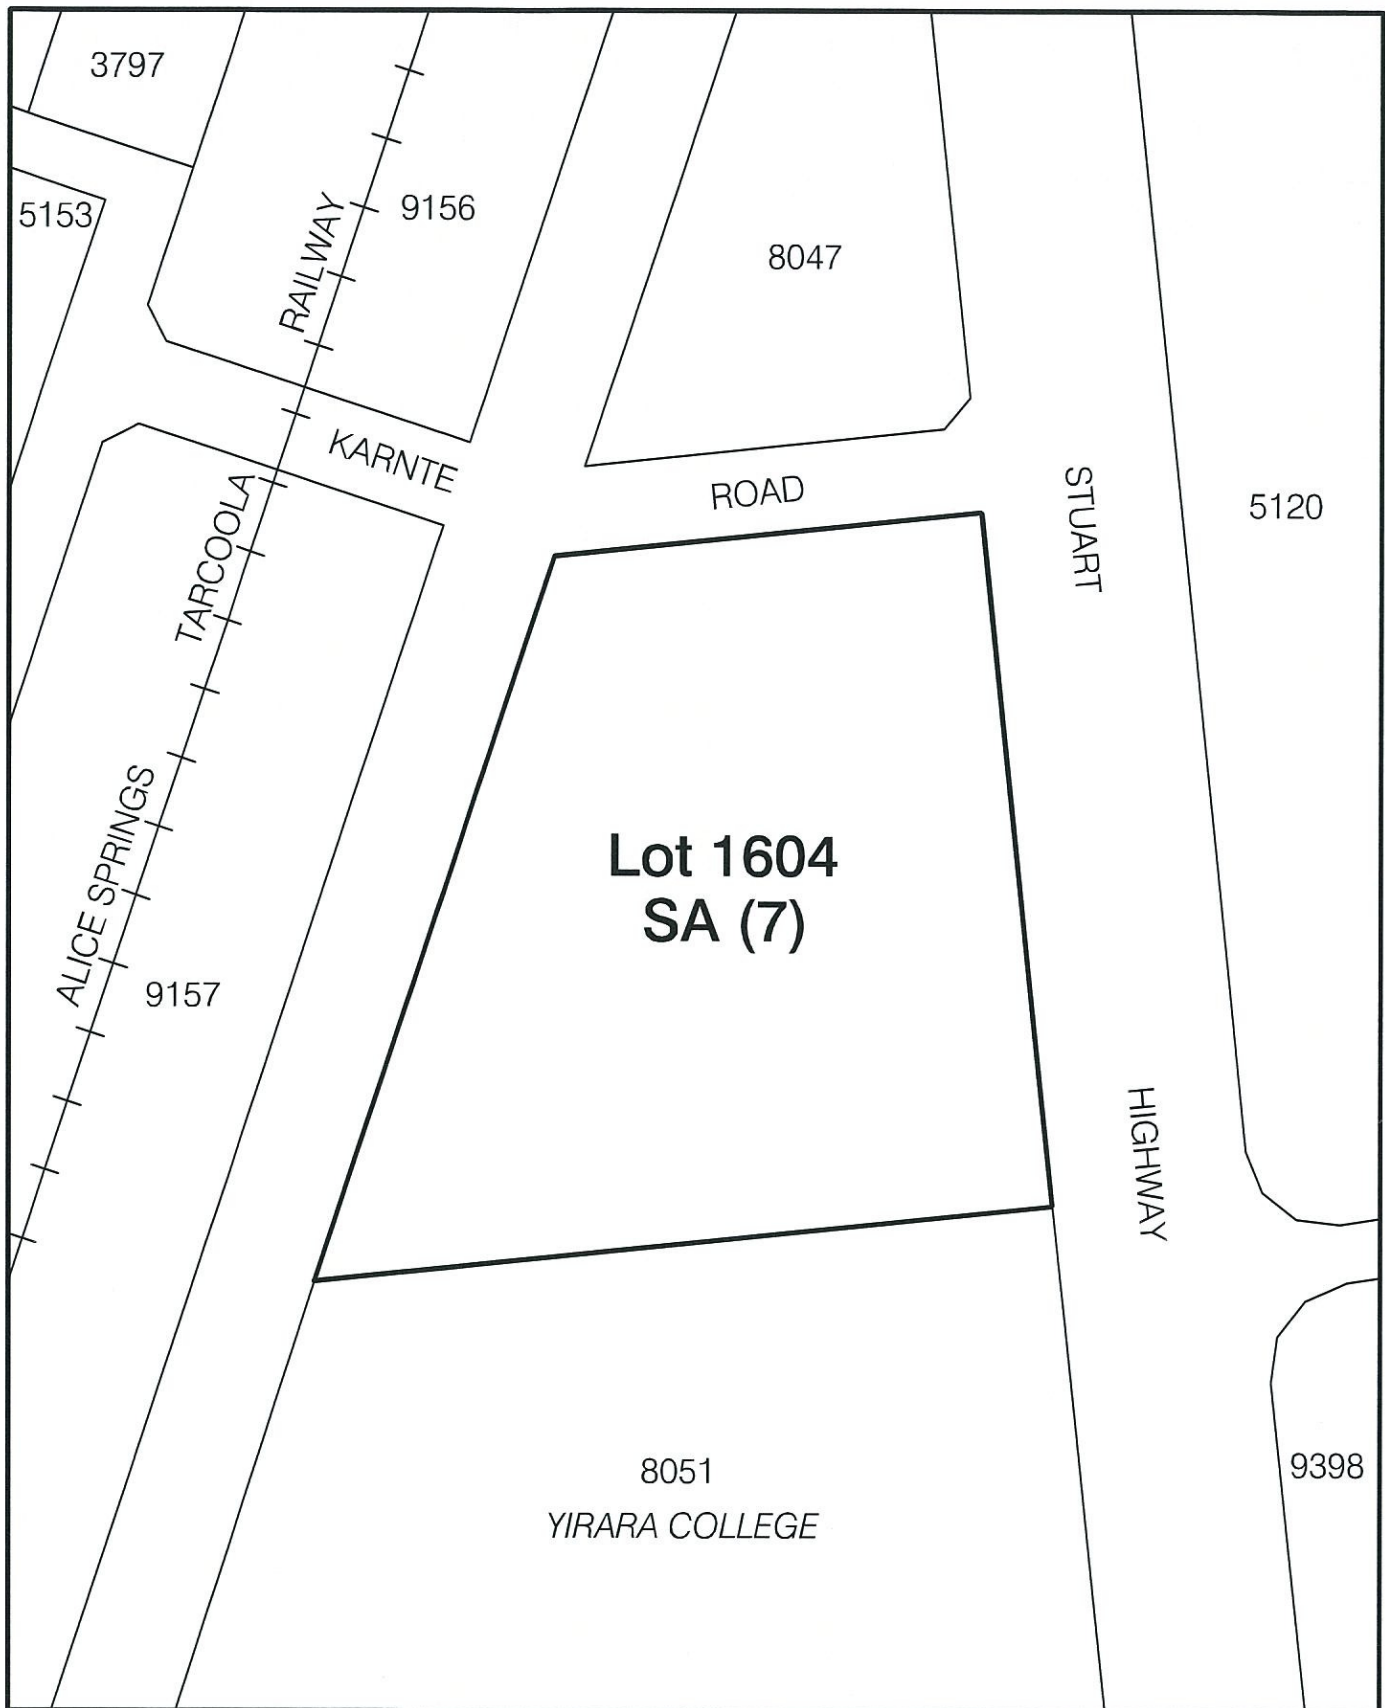 3797
9156
5153
8047
RAILWAY
KARNTE
ROAD
STUART
5120
TARCOOLA
Lot 1604
SA (7)
ALICE SPRINGS
9157
HIGHWAY
8051
YIRARA COLLEGE
9398